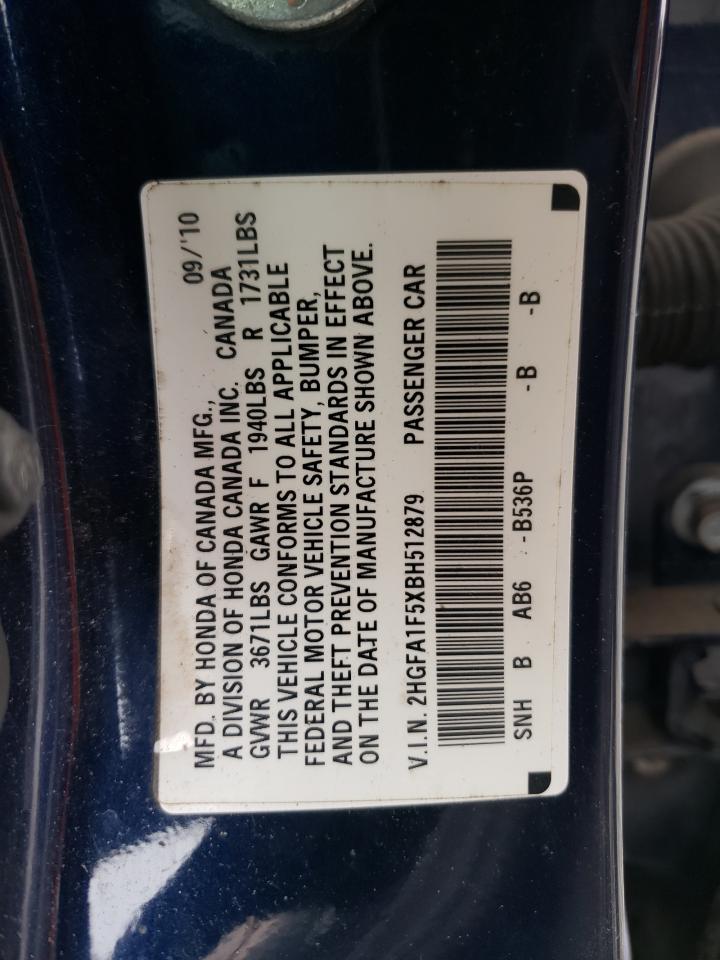 09/'10
MFD. BY HONDA OF CANADA MFG.,
A DIVISION OF HONDA CANADA INC. CANADA
GVWR 3671LBS GAWR F 1940LBS R 1731LBS
THIS VEHICLE CONFORMS TO ALL APPLICABLE
FEDERAL MOTOR VEHICLE SAFETY, BUMPER,
AND THEFT PREVENTION STANDARDS IN EFFECT
ON THE DATE OF MANUFACTURE SHOWN ABOVE.
V.I.N. 2HGFA1F5XBH512879 PASSENGER CAR
SNH B AB6 -B536P -B -B